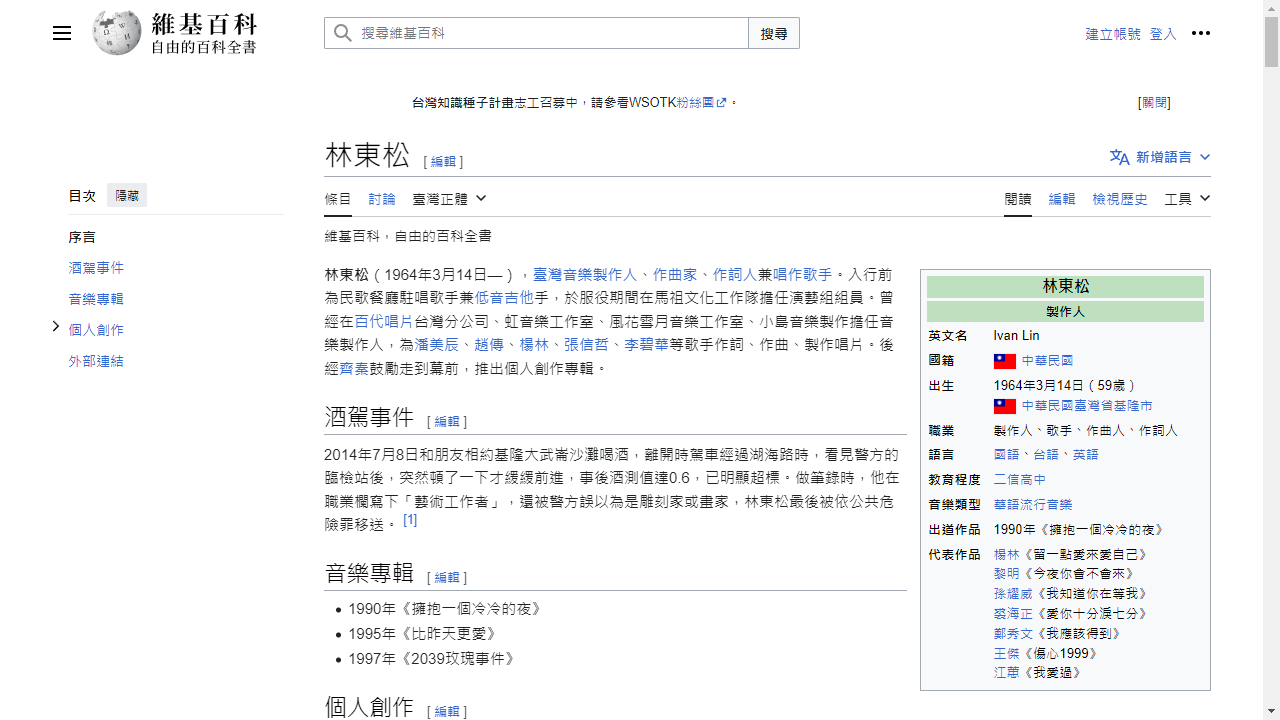 維基百科
自由的百科全書
搜尋維基百科
搜尋
建立帳號 登入
台灣知識種子計畫志工召募中，請參看WSOTK粉絲團。
[關閉]
林東松 [編輯]
新增語言
目次 隱藏
序言
酒駕事件
音樂專輯
個人創作
外部連結
條目 討論 臺灣正體
閱讀 編輯 檢視歷史 工具
維基百科，自由的百科全書
林東松（1964年3月14日—），臺灣音樂製作人、作曲家、作詞人兼唱作歌手。入行前
為民歌餐廳駐唱歌手兼低音吉他手，於服役期間在馬祖文化工作隊擔任演藝組組員。曾
經在百代唱片台灣分公司、虹音樂工作室、風花雪月音樂工作室、小島音樂製作擔任音
樂製作人，為潘美辰、趙傳、楊林、張信哲、李碧華等歌手作詞、作曲、製作唱片。後
經齊秦鼓勵走到幕前，推出個人創作專輯。
酒駕事件 [編輯]
2014年7月8日和朋友相約基隆大武崙沙灘喝酒，離開時駕車經過湖海路時，看見警方的
臨檢站後，突然頓了一下才緩緩前進，事後酒測值達0.6，已明顯超標。做筆錄時，他在
職業欄寫下「藝術工作者」，還被警方誤以為是雕刻家或畫家，林東松最後被依公共危
險罪移送。[1]
音樂專輯 [編輯]
1990年《擁抱一個冷冷的夜》
1995年《比昨天更愛》
1997年《2039玫瑰事件》
個人創作 [編輯]
林東松
製作人
英文名 Ivan Lin
國籍 中華民國
出生 1964年3月14日（59歲）
中華民國臺灣省基隆市
職業 製作人、歌手、作曲人、作詞人
語言 國語、台語、英語
教育程度 二信高中
音樂類型 華語流行音樂
出道作品 1990年《擁抱一個冷冷的夜》
代表作品 楊林《留一點愛來愛自己》
黎明《今夜你會不會來》
孫耀威《我知道你在等我》
裘海正《愛你十分淚七分》
鄭秀文《我應該得到》
王傑《傷心1999》
江蕙《我愛過》